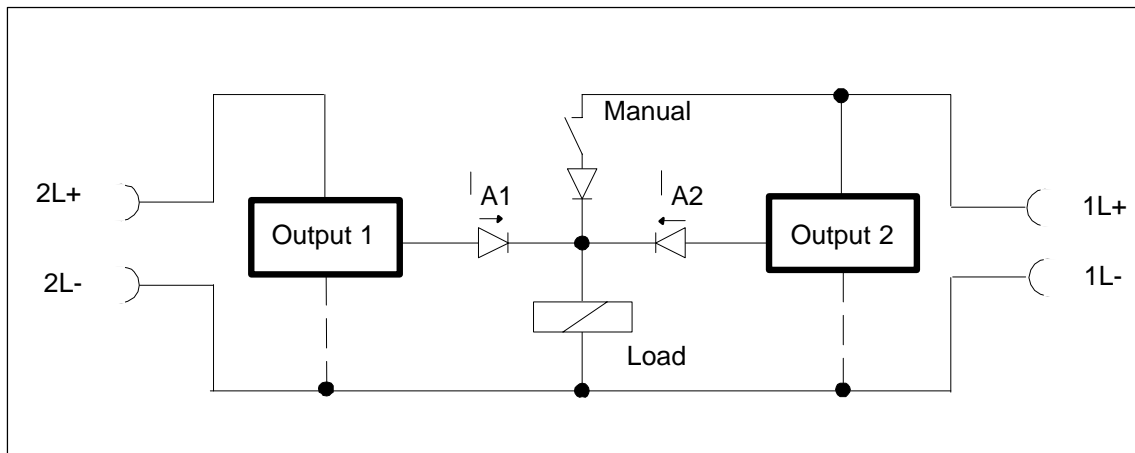 Manual
I A1
I A2
2L+
1L+
Output 1
Output 2
2L-
1L-
Load